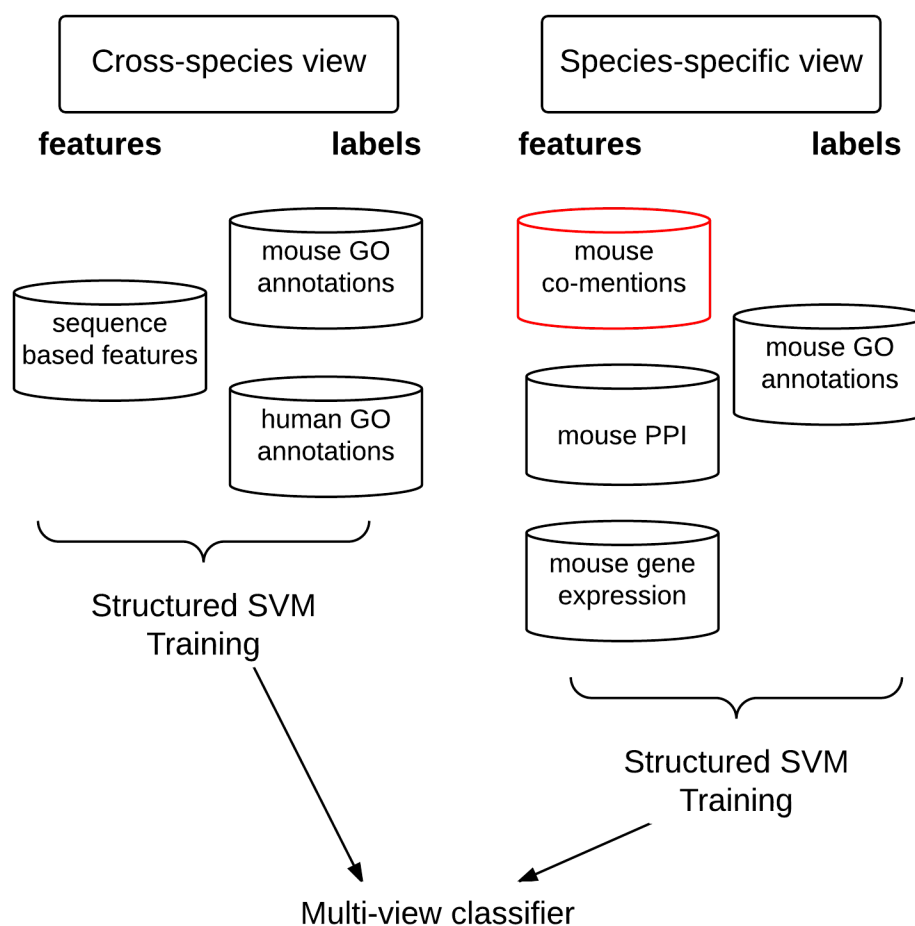 Cross-species view
features
labels
sequence
based features
mouse GO
annotations
human GO
annotations
Structured SVM
Training
Species-specific view
features
labels
mouse
co-mentions
mouse PPI
mouse gene
expression
mouse GO
annotations
Structured SVM
Training
Multi-view classifier